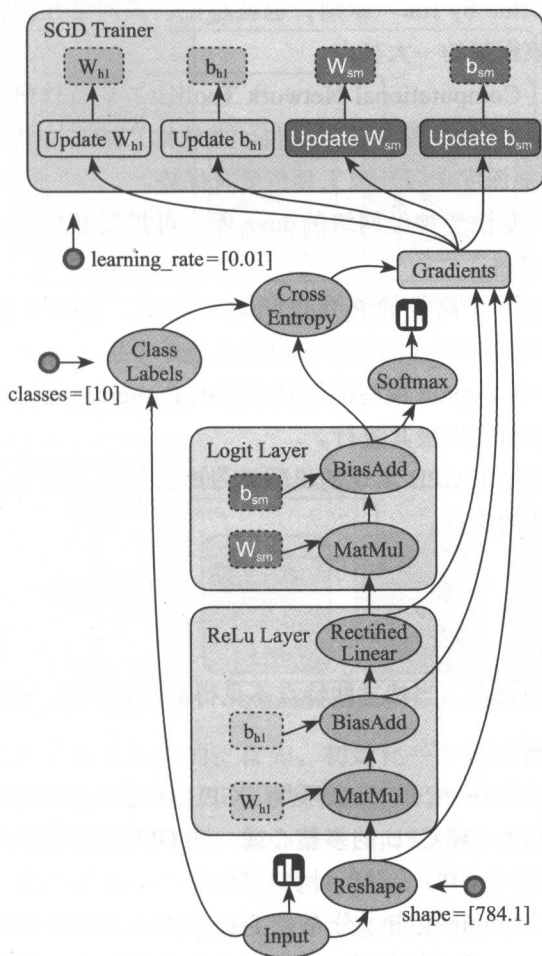 SGD Trainer
W_h1
b_h1
W_sm
b_sm
Update W_h1
Update b_h1
Update W_sm
Update b_sm
learning_rate=[0.01]
Gradients
Cross
Entropy
Class
Labels
classes=[10]
Softmax
Logit Layer
BiasAdd
b_sm
W_sm
MatMul
ReLu Layer
Rectified
Linear
b_h1
BiasAdd
W_h1
MatMul
Reshape
shape=[784.1]
Input